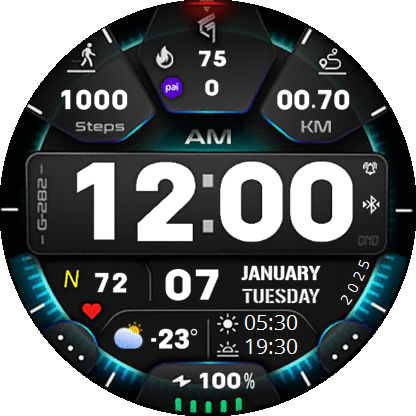 75
1000
pai 0
00.70
Steps
KM
AM
G-282
12:00
DND
N 72
07
JANUARY
TUESDAY
2025
-23°
05:30
19:30
100%